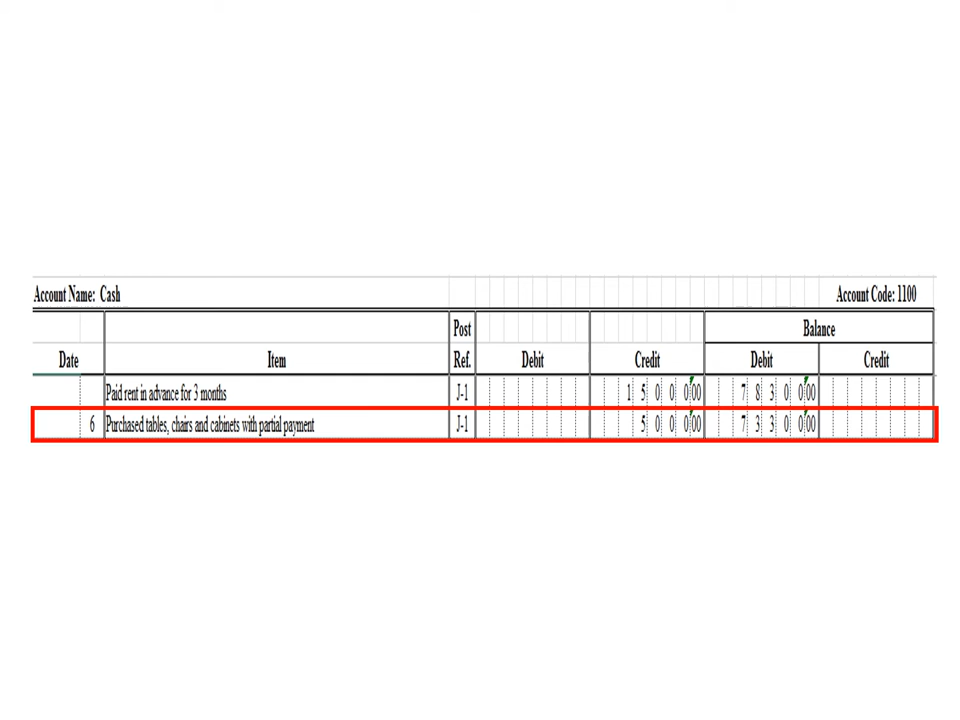 Account Name: Cash Account Code: 1100
Post Balance
Date Item Ref. Debit Credit Debit Credit
Paid rent in advance for 3 months J-1 1 5 0 0 0 00 7 8 3 0 0 00
6 Purchased tables, chairs and cabinets with partial payment J-1 5 0 0 0 00 7 3 3 0 0 00